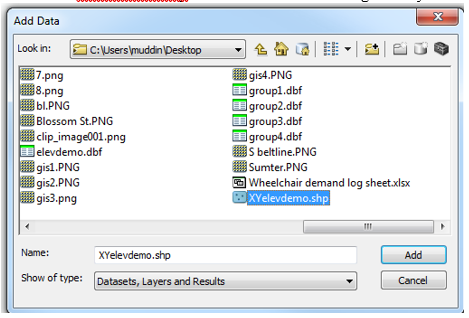 Add Data
Look in: C:\Users\muddin\Desktop
7.png
8.png
bl.PNG
Blossom St.PNG
clip_image001.png
elevdemo.dbf
gis1.PNG
gis2.PNG
gis3.png
gis4.PNG
group1.dbf
group2.dbf
group3.dbf
group4.dbf
S beltline.PNG
Sumter.PNG
Wheelchair demand log sheet.xlsx
XYelevdemo.shp
Name: XYelevdemo.shp Add
Show of type: Datasets, Layers and Results Cancel